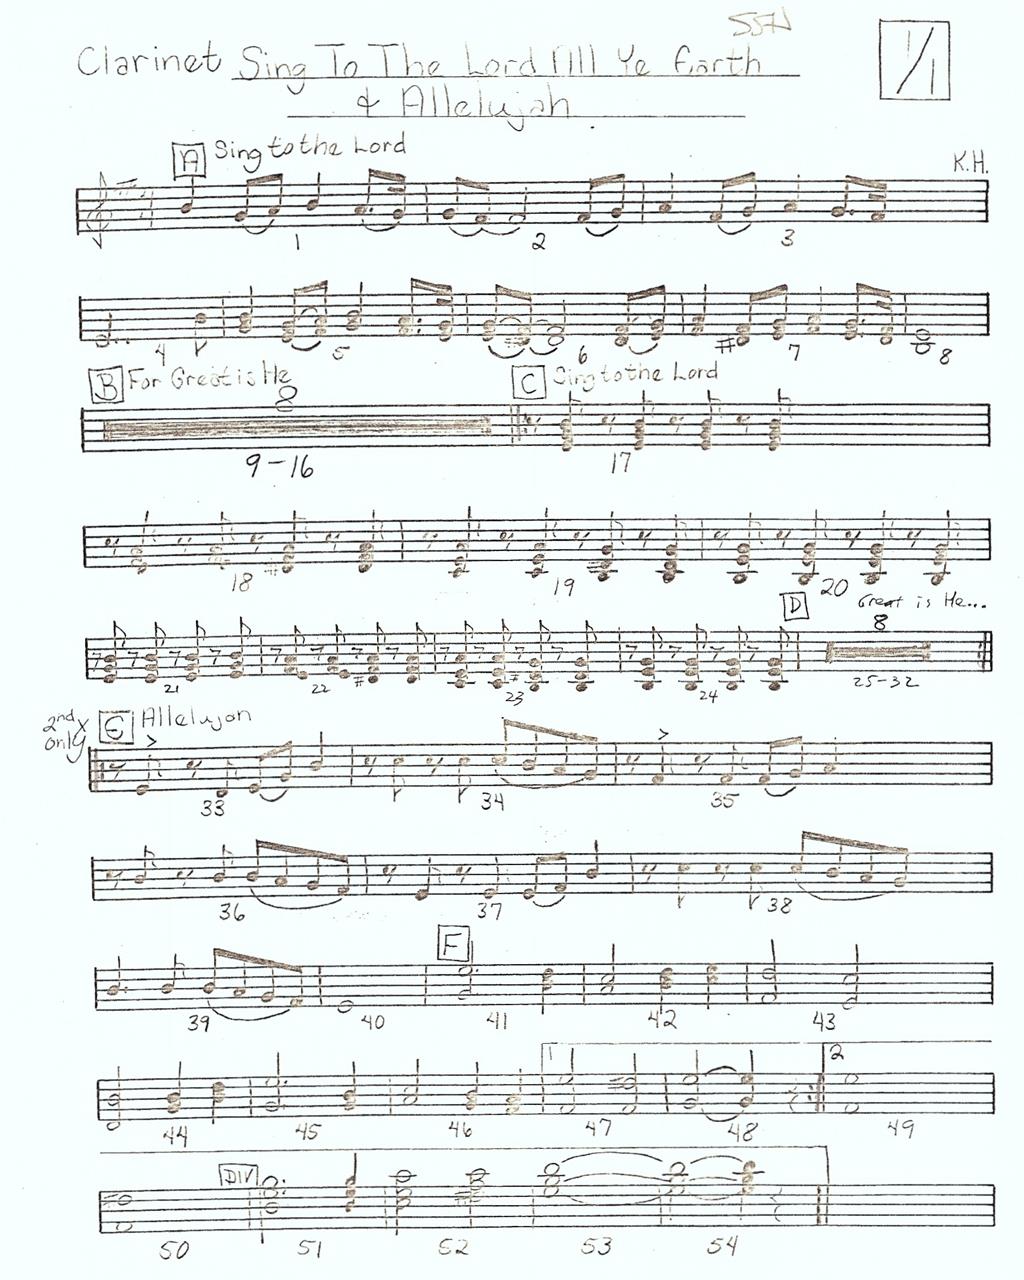 557
Clarinet Sing To The Lord All Ye Earth
& Allelujah
1/1
A Sing to the Lord
K.H.
1 2 3
4 5 6 7 8
B For Great is He C Sing to the Lord
8
9-16 17
18 19 20
D Great is He...
8
21 22 23 24 25-32
2nd x only E Allelujah
33 34 35
36 37 38
F
39 40 41 42 43
1 2
44 45 46 47 48 49
DIV
50 51 52 53 54